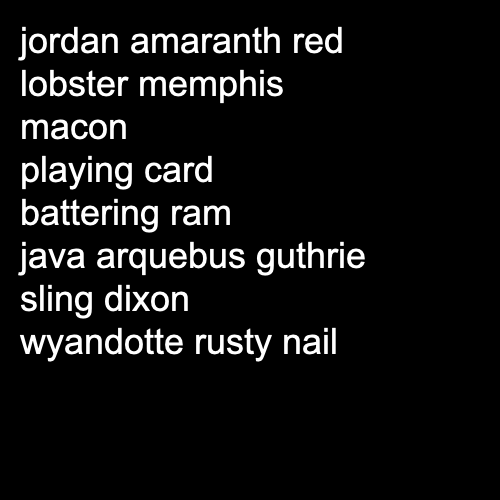 jordan amaranth red
lobster memphis
macon
playing card
battering ram
java arquebus guthrie
sling dixon
wyandotte rusty nail